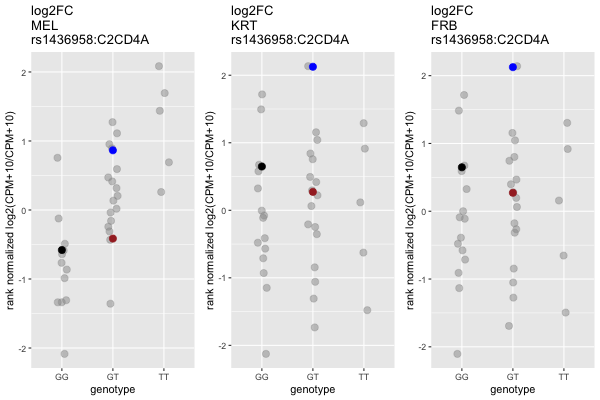 log2FC
MEL
rs1436958:C2CD4A
rank normalized log2(CPM+10/CPM+10)
2
1
0
-1
-2
GG
GT
TT
genotype
log2FC
KRT
rs1436958:C2CD4A
rank normalized log2(CPM+10/CPM+10)
2
1
0
-1
-2
GG
GT
TT
genotype
log2FC
FRB
rs1436958:C2CD4A
rank normalized log2(CPM+10/CPM+10)
2
1
0
-1
-2
GG
GT
TT
genotype